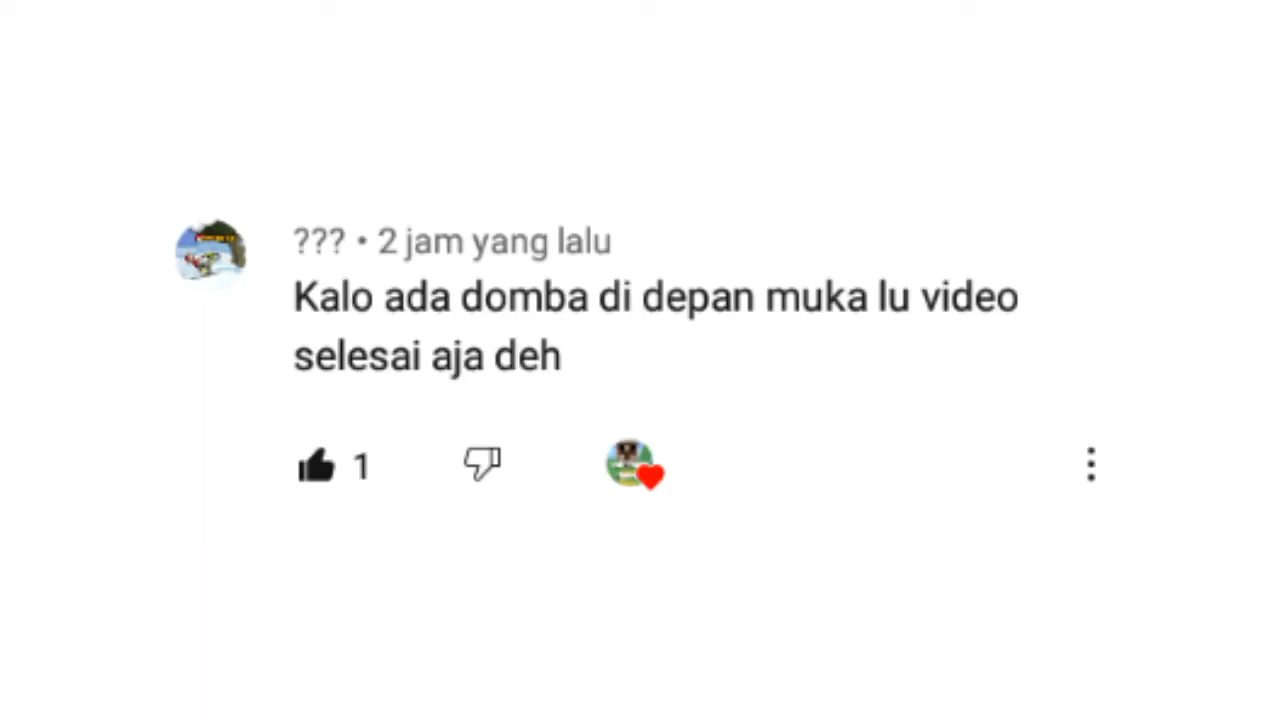 ??? • 2 jam yang lalu
Kalo ada domba di depan muka lu video
selesai aja deh
1